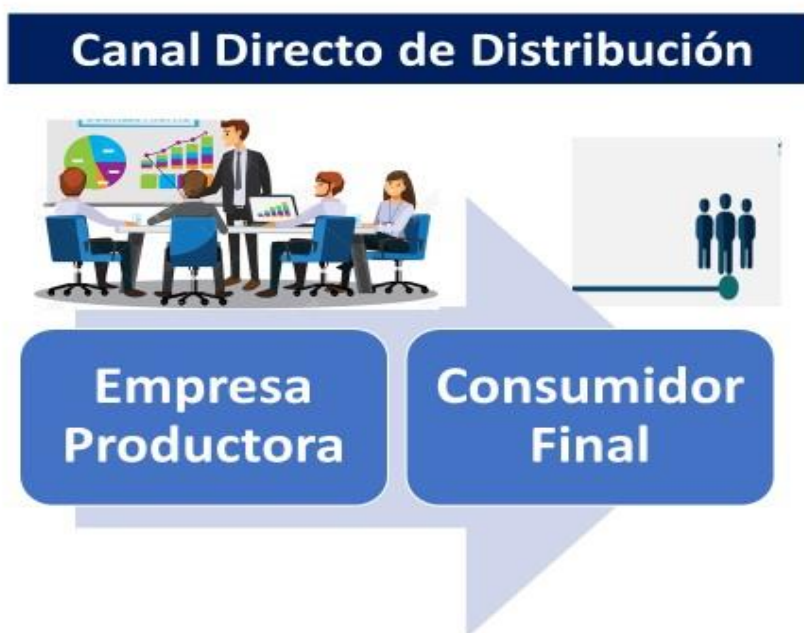 Canal Directo de Distribución
Empresa
Productora
Consumidor
Final